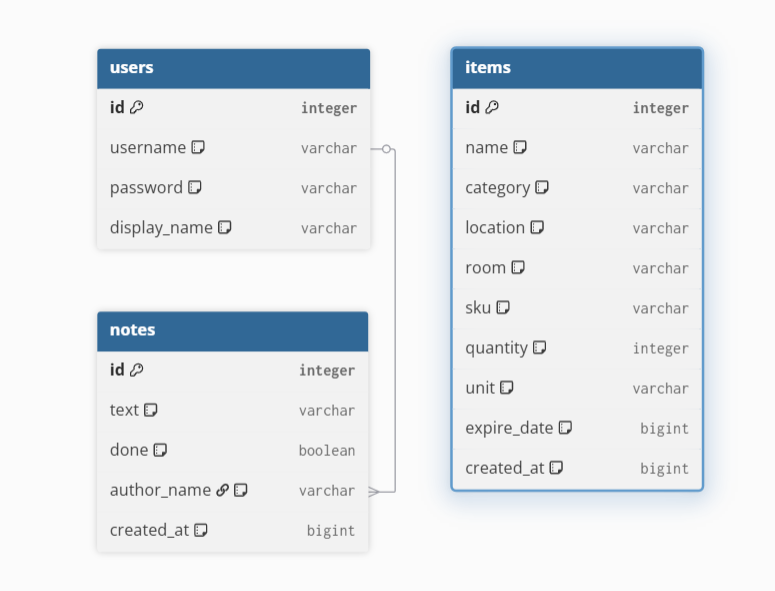 users
id integer
username varchar
password varchar
display_name varchar
notes
id integer
text varchar
done boolean
author_name varchar
created_at bigint
items
id integer
name varchar
category varchar
location varchar
room varchar
sku varchar
quantity integer
unit varchar
expire_date bigint
created_at bigint